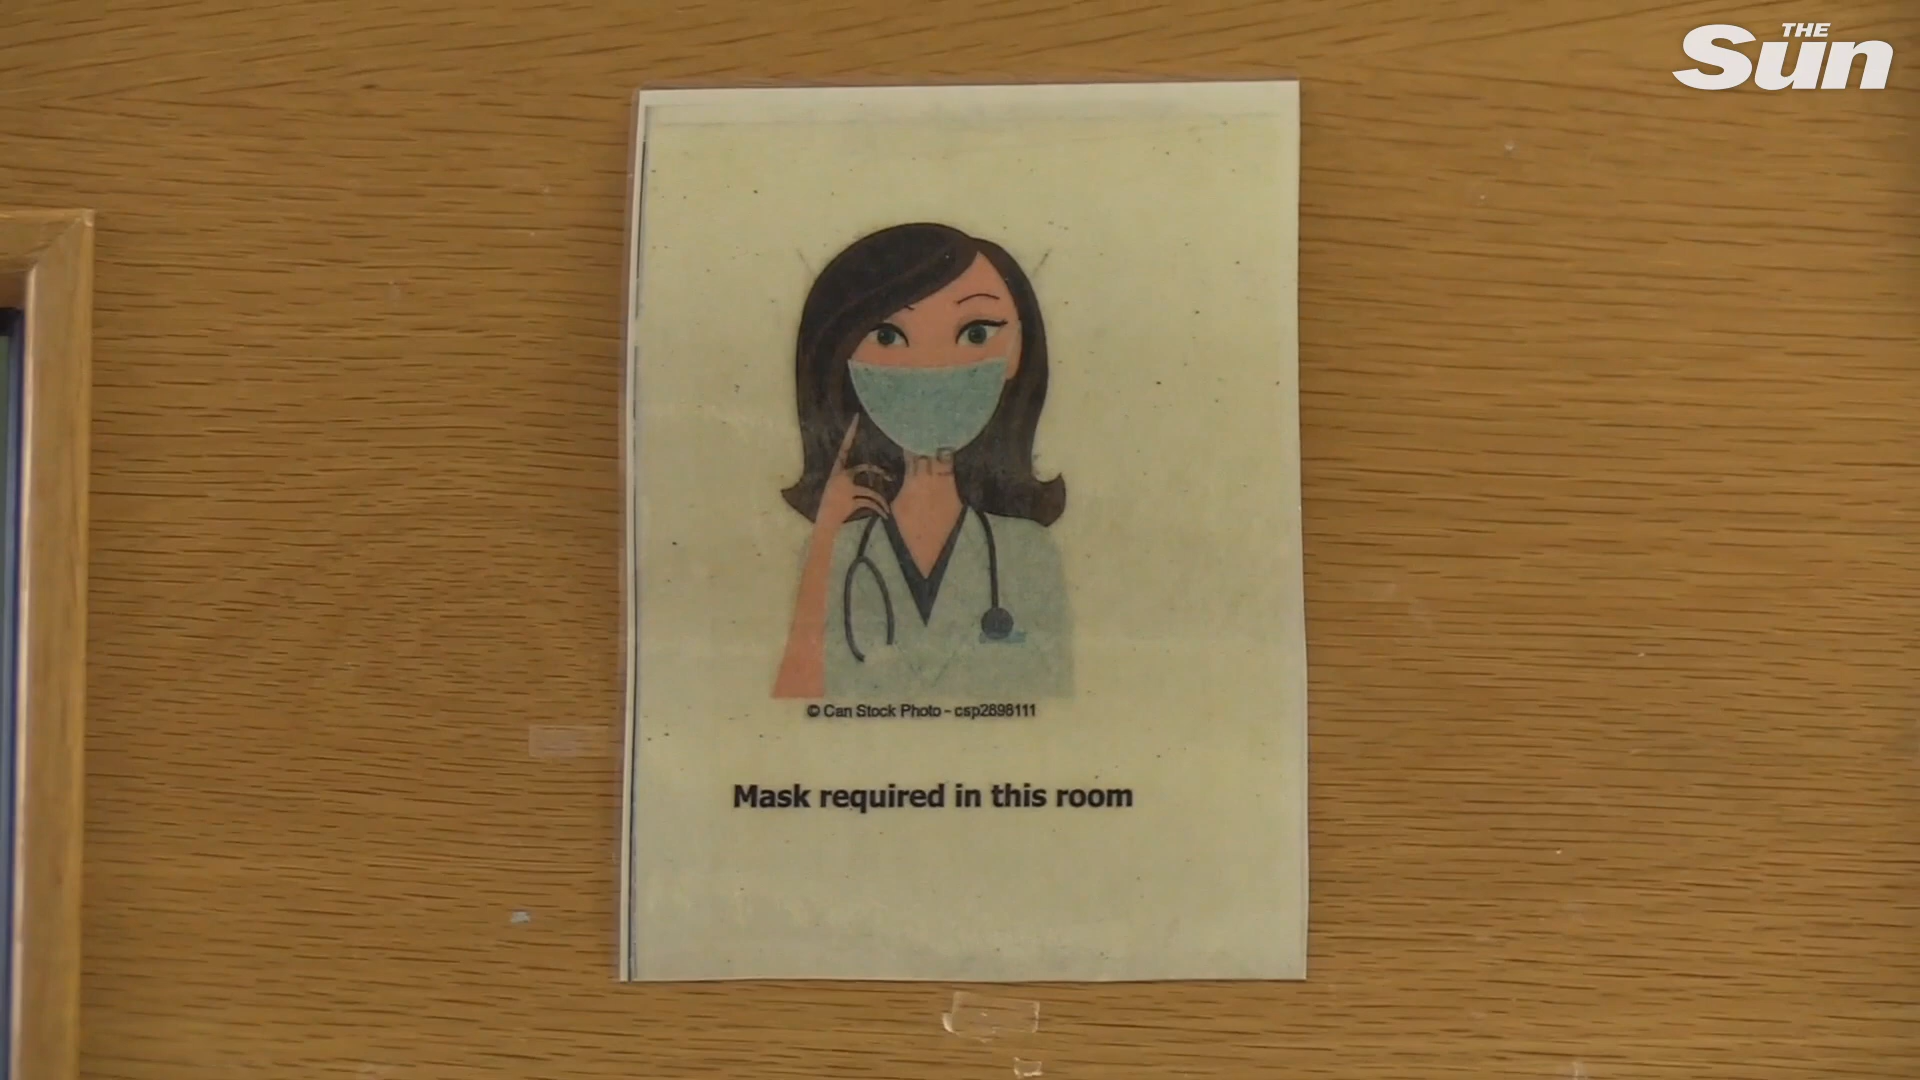 THE
Sun
© Can Stock Photo - csp2898111
Mask required in this room